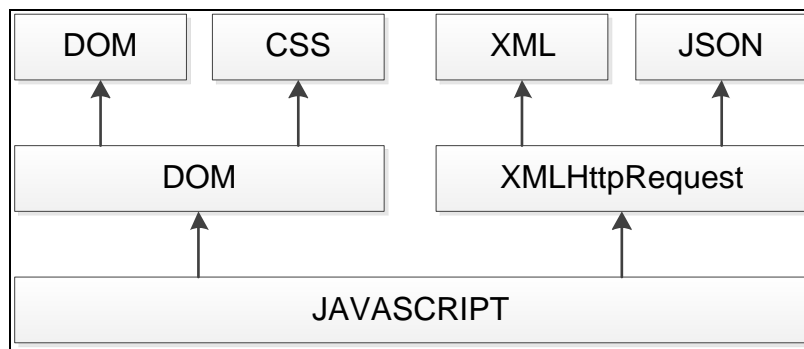 DOM
CSS
XML
JSON
DOM
XMLHttpRequest
JAVASCRIPT